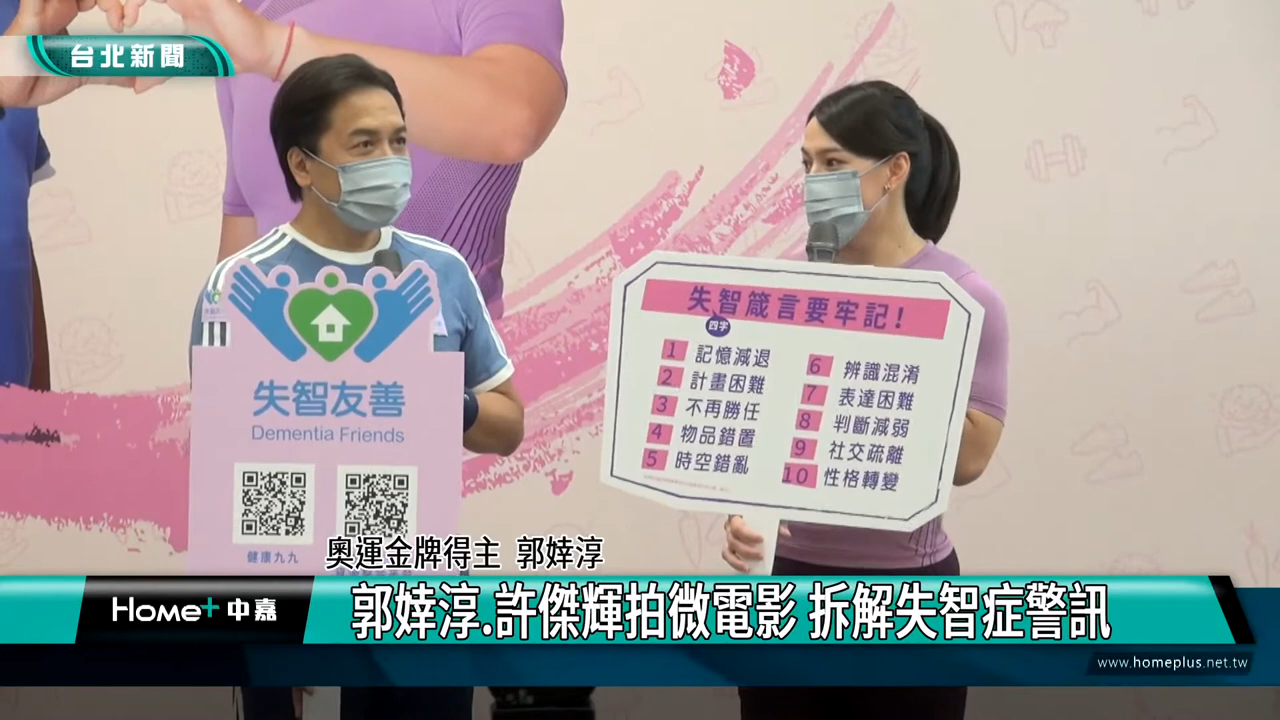 台北新聞
失智友善
Dementia Friends
健康九九
失智箴言要牢記！
四字
1 記憶減退
2 計畫困難
3 不再勝任
4 物品錯置
5 時空錯亂
6 辨識混淆
7 表達困難
8 判斷減弱
9 社交疏離
10 性格轉變
奧運金牌得主 郭婞淳
Home+中嘉
郭婞淳.許傑輝拍微電影 拆解失智症警訊
www.homeplus.net.tw